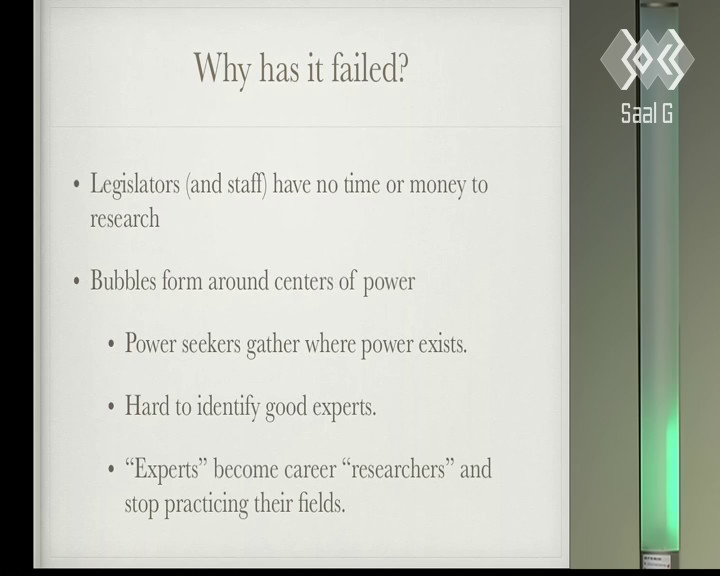 Why has it failed?
• Legislators (and staff) have no time or money to
research
• Bubbles form around centers of power
• Power seekers gather where power exists.
• Hard to identify good experts.
• “Experts” become career “researchers” and
stop practicing their fields.
Saal G